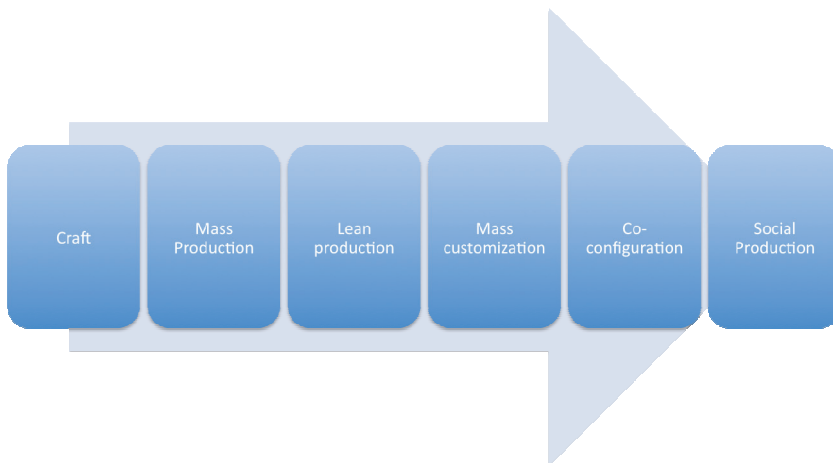 Craft
Mass
Production
Lean
production
Mass
customization
Co-
configuration
Social
Production